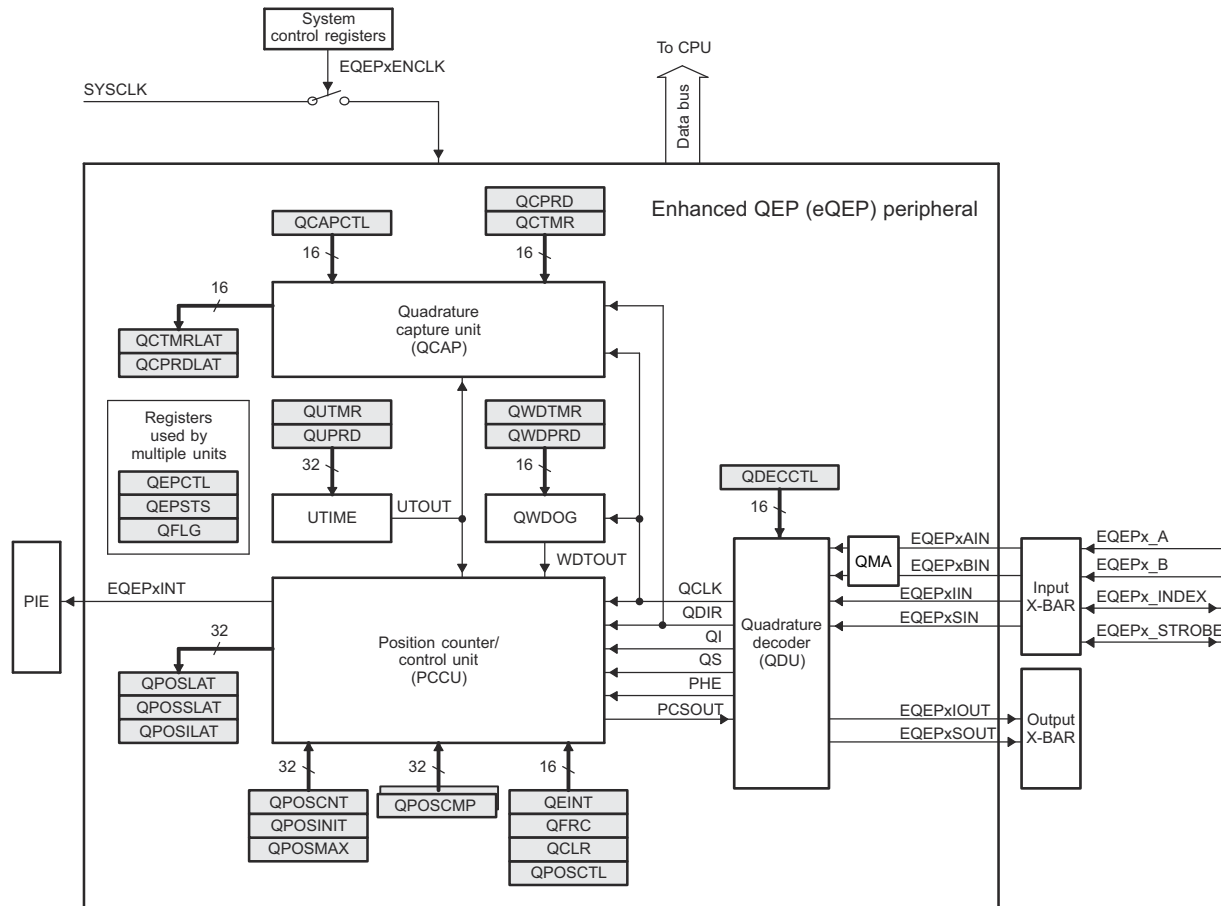 System
control registers
To CPU
EQEPxENCLK
SYSCLK
Data bus
Enhanced QEP (eQEP) peripheral
QCAPCTL
QCPRD
QCTMR
16
16
16
Quadrature
capture unit
(QCAP)
QCTMRLAT
QCPRDLAT
Registers
used by
multiple units
QEPCTL
QEPSTS
QFLG
QUTMR
QUPRD
32
QWDTMR
QWDPRD
16
UTIME
UTOUT
QWDOG
WDTOUT
QDECCTL
16
PIE
EQEPxINT
32
QPOSLAT
QPOSSLAT
QPOSILAT
Position counter/
control unit
(PCCU)
QCLK
QDIR
QI
QS
PHE
PCSOUT
Quadrature
decoder
(QDU)
QMA
EQEPxAIN
EQEPxBIN
EQEPxIIN
EQEPxSIN
EQEPxIOUT
EQEPxSOUT
Input
X-BAR
Output
X-BAR
EQEPx_A
EQEPx_B
EQEPx_INDEX
EQEPx_STROBE
32
32
16
QPOSCNT
QPOSINIT
QPOSMAX
QPOSCMP
QEINT
QFRC
QCLR
QPOSCTL